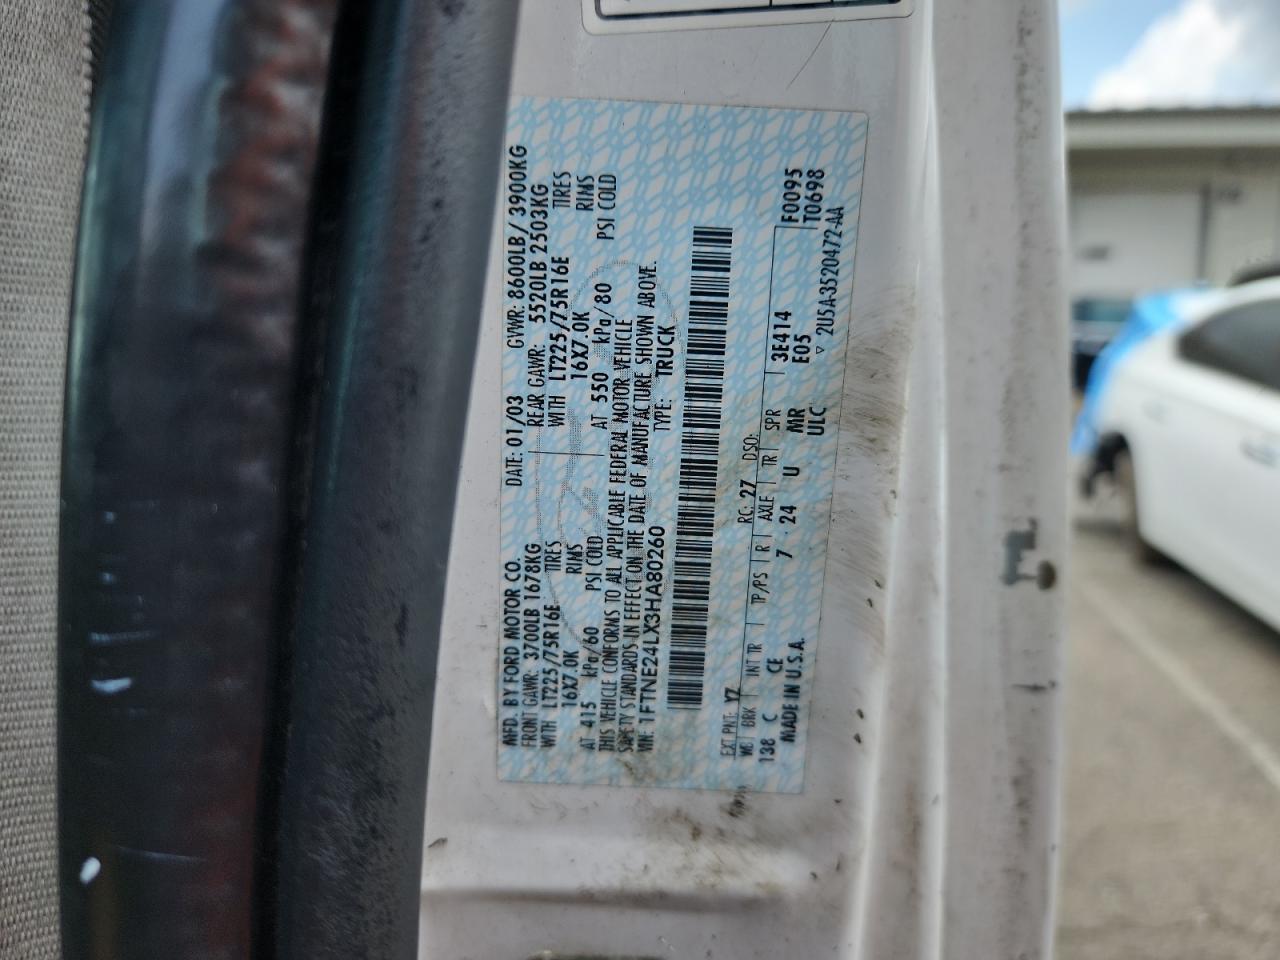 MFD. BY FORD MOTOR CO.
DATE: 01/03 GVWR: 8600LB/3900KG
FRONT GAWR: 3700LB 1678KG REAR GAWR: 5520LB 2503KG
WITH LT225/75R16E TIRES WITH LT225/75R16E TIRES
16X7.0K RIMS 16X7.0K RIMS
AT 415 kPa/60 PSI COLD AT 550 kPa/80 PSI COLD
THIS VEHICLE CONFORMS TO ALL APPLICABLE FEDERAL MOTOR VEHICLE
SAFETY STANDARDS IN EFFECT ON THE DATE OF MANUFACTURE SHOWN ABOVE.
VIN: 1FTNE24LX3HA80260 TYPE: TRUCK
EXT PNT: YZ RC: 27 DSO: F0095
WB BRK INT TR TP/PS R AXLE TR SPR T0698
138 C CE 7 24 U MR 3E414
ULC E05
MADE IN U.S.A. ▽ 2U5A-3520472-AA